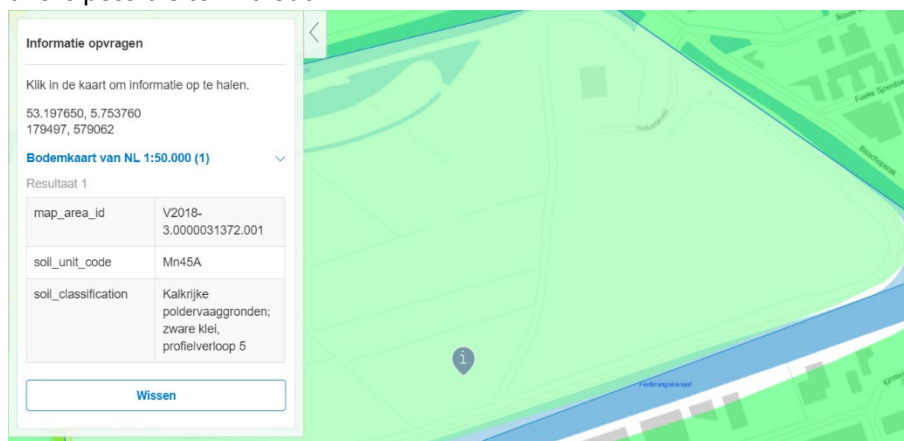 Informatie opvragen
Klik in de kaart om informatie op te halen.
53.197650, 5.753760
179497, 579062
Bodemkaart van NL 1:50.000 (1)
Resultaat 1
map_area_id V2018-
3.0000031372.001
soil_unit_code Mn45A
soil_classification Kalkrijke
poldervaaggronden;
zware klei,
profielverloop 5
Wissen